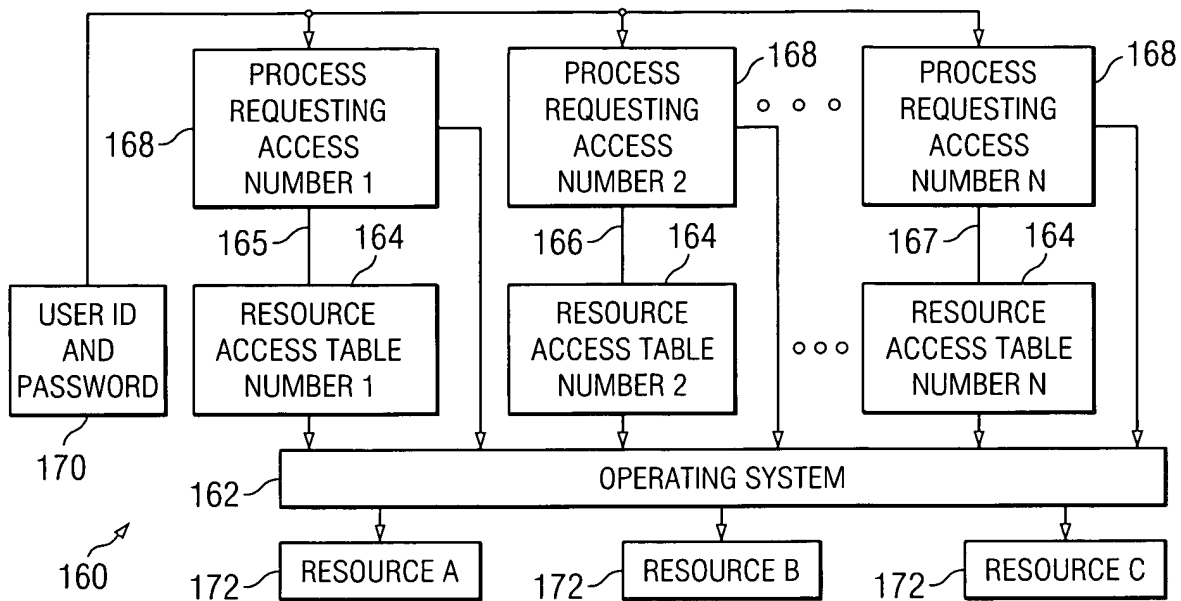 PROCESS
REQUESTING
ACCESS
NUMBER 1
168
PROCESS
REQUESTING
ACCESS
NUMBER 2
168
PROCESS
REQUESTING
ACCESS
NUMBER N
168
165
164
166
164
167
164
USER ID
AND
PASSWORD
170
RESOURCE
ACCESS TABLE
NUMBER 1
RESOURCE
ACCESS TABLE
NUMBER 2
RESOURCE
ACCESS TABLE
NUMBER N
162
OPERATING SYSTEM
160
172
RESOURCE A
172
RESOURCE B
172
RESOURCE C